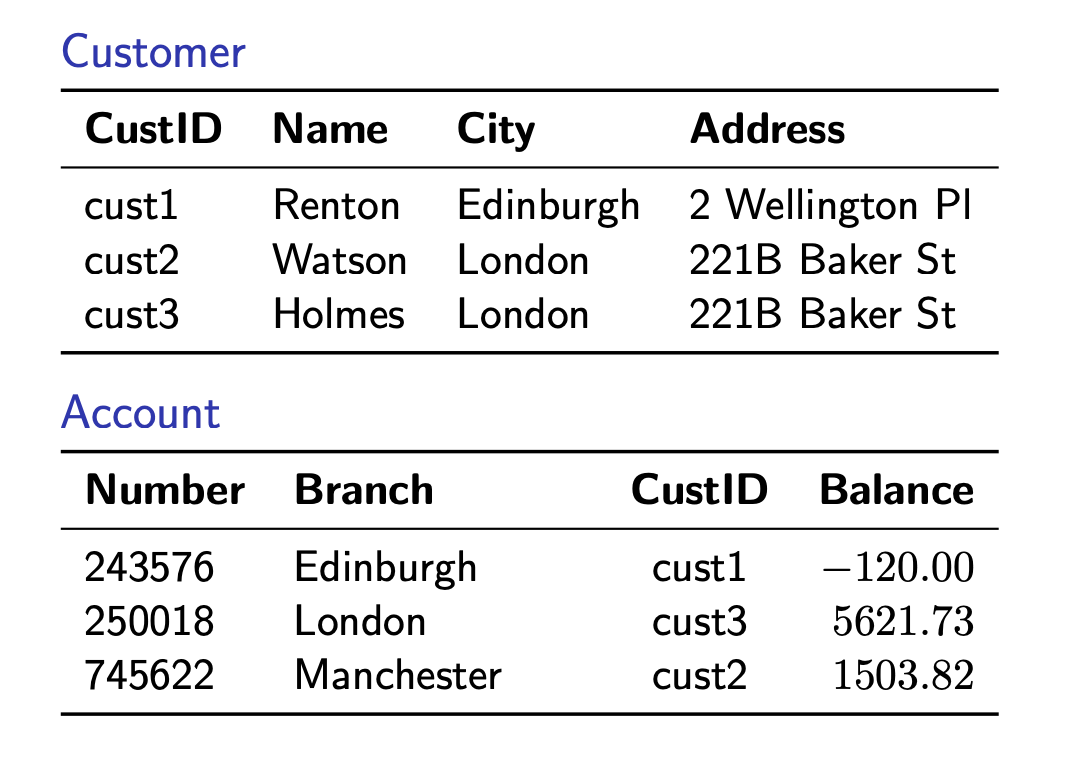 Customer
CustID Name City Address
cust1 Renton Edinburgh 2 Wellington Pl
cust2 Watson London 221B Baker St
cust3 Holmes London 221B Baker St
Account
Number Branch CustID Balance
243576 Edinburgh cust1 −120.00
250018 London cust3 5621.73
745622 Manchester cust2 1503.82